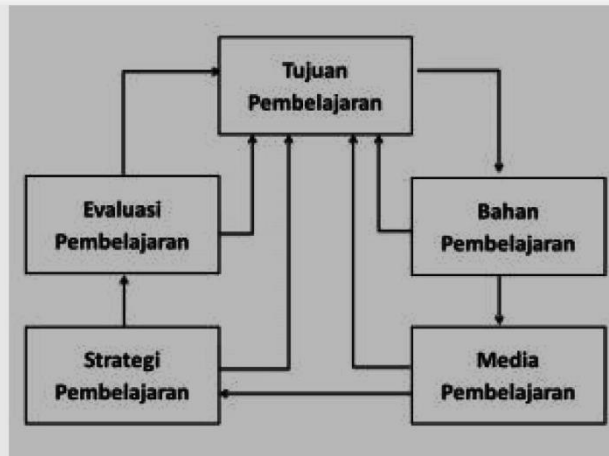 Tujuan
Pembelajaran
Evaluasi
Pembelajaran
Bahan
Pembelajaran
Strategi
Pembelajaran
Media
Pembelajaran